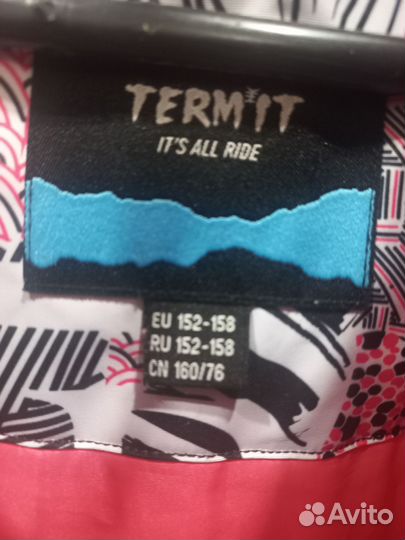 TERMIT
IT'S ALL RIDE
EU 152-158
RU 152-158
CN 160/76
Avito